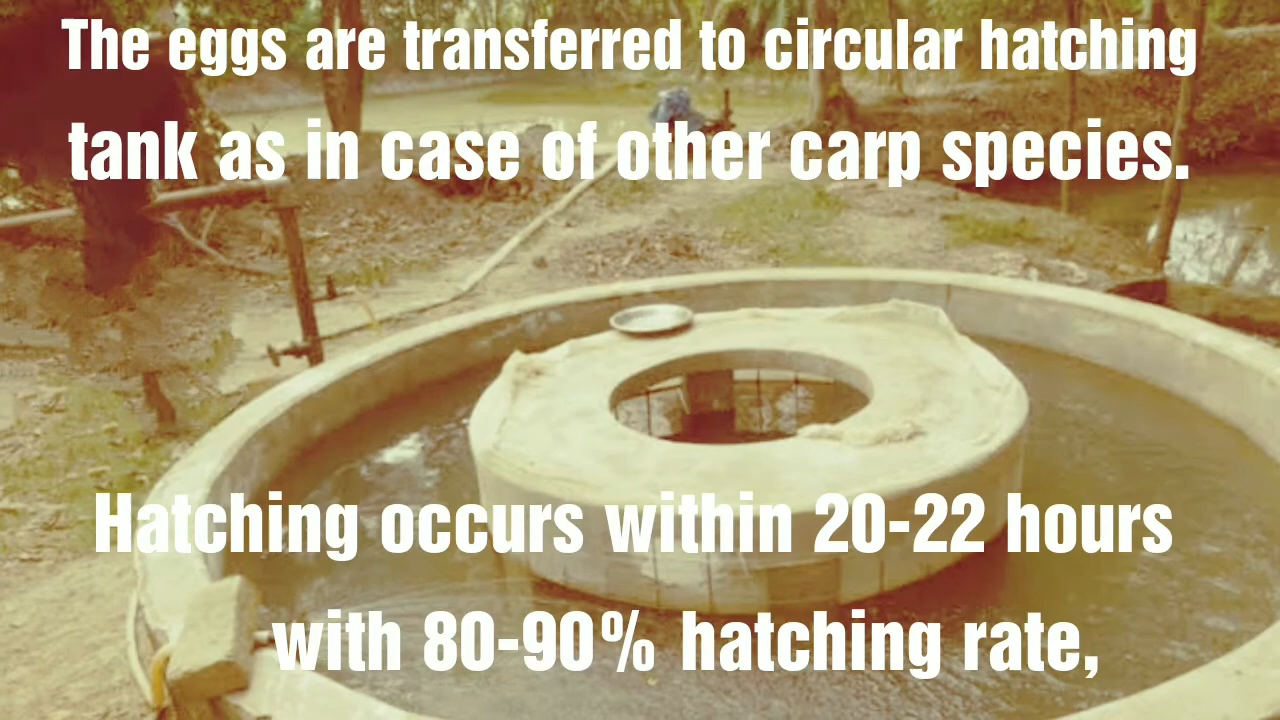 The eggs are transferred to circular hatching
tank as in case of other carp species.
Hatching occurs within 20-22 hours
with 80-90% hatching rate,